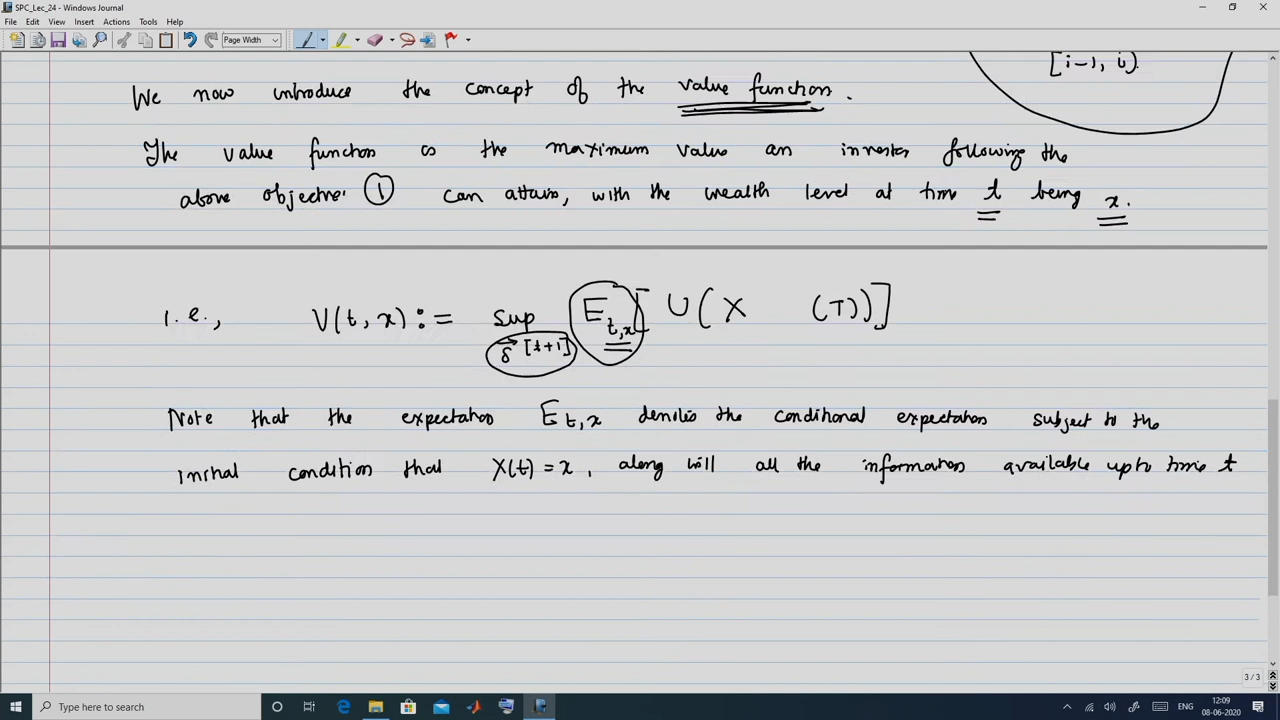 SPC_Lec_24 - Windows Journal
File Edit View Insert Actions Tools Help
Page Width
[i-1, i)
We now introduce the concept of the value function.
The value function is the maximum value an investor following the
above objective ① can attain, with the wealth level at time t being x.
i.e., V(t, x) := sup E_{t,x} [ U( X (T))]
δ⃗ [t+1]
Note that the expectation E_{t,x} denotes the conditional expectation subject to the
initial condition that X(t) = x, along will all the information available upto time t
3 / 3
Type here to search
12:09
08-06-2020